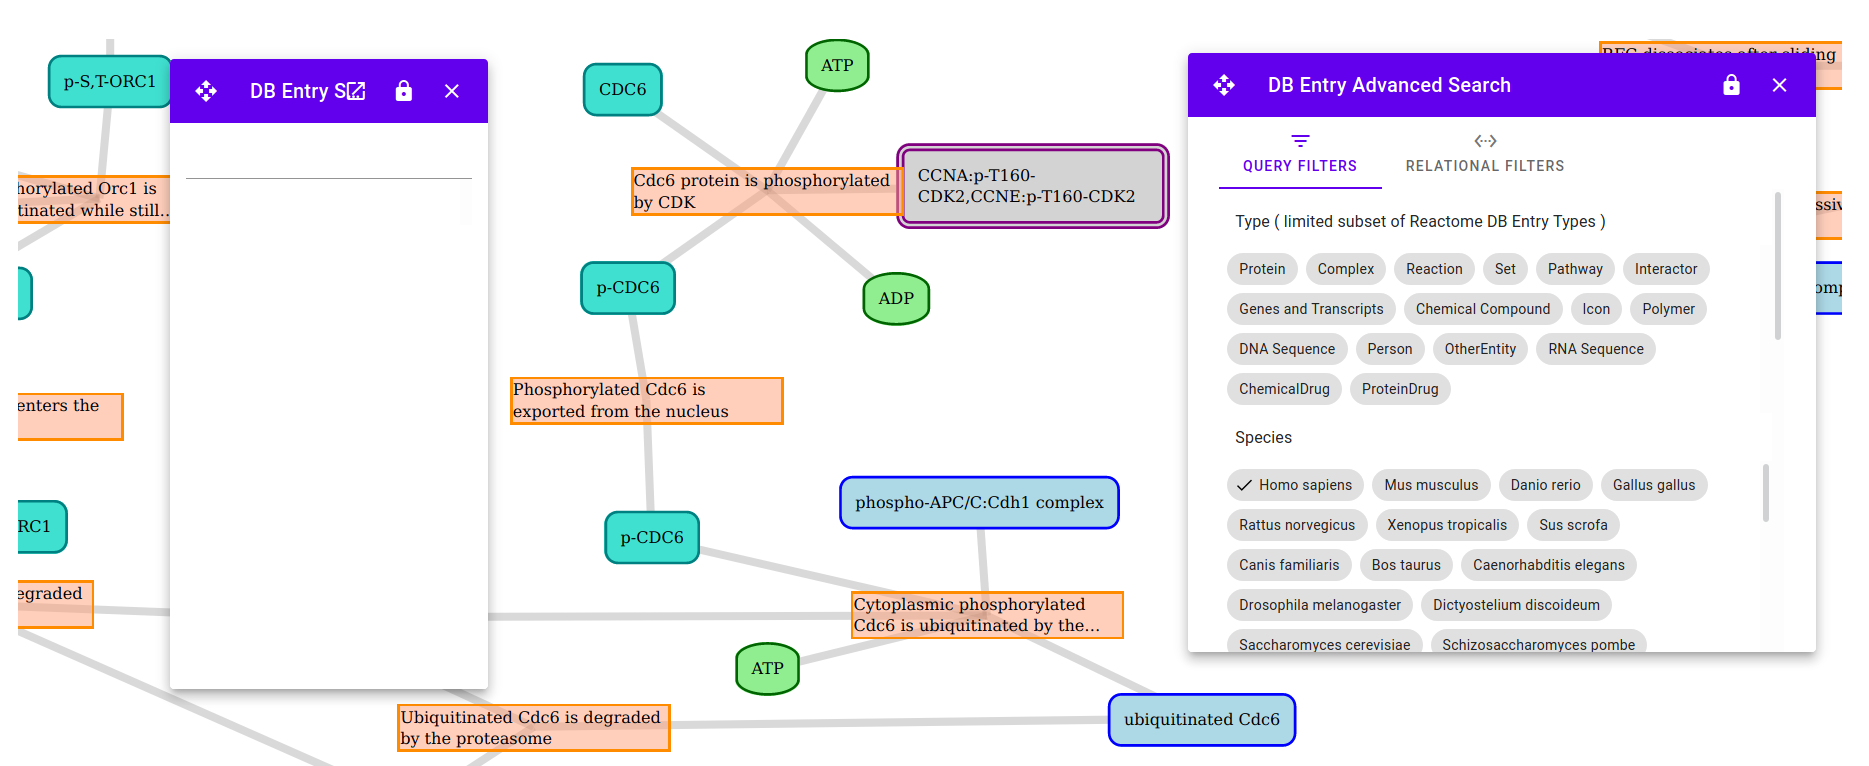 p-S,T-ORC1
DB Entry S
CDC6
ATP
DB Entry Advanced Search
RFC dissociates after sliding
QUERY FILTERS
RELATIONAL FILTERS
horylated Orc1 is
tinated while still...
Cdc6 protein is phosphorylated
by CDK
CCNA:p-T160-
CDK2,CCNE:p-T160-CDK2
ssiv
Type ( limited subset of Reactome DB Entry Types )
Protein
Complex
Reaction
Set
Pathway
Interactor
p-CDC6
ADP
omp
Genes and Transcripts
Chemical Compound
Icon
Polymer
DNA Sequence
Person
OtherEntity
RNA Sequence
ChemicalDrug
ProteinDrug
enters the
Phosphorylated Cdc6 is
exported from the nucleus
Species
Homo sapiens
Mus musculus
Danio rerio
Gallus gallus
RC1
p-CDC6
phospho-APC/C:Cdh1 complex
Rattus norvegicus
Xenopus tropicalis
Sus scrofa
Canis familiaris
Bos taurus
Caenorhabditis elegans
egraded
Cytoplasmic phosphorylated
Cdc6 is ubiquitinated by the...
Drosophila melanogaster
Dictyostelium discoideum
Saccharomyces cerevisiae
Schizosaccharomyces pombe
ATP
Ubiquitinated Cdc6 is degraded
by the proteasome
ubiquitinated Cdc6